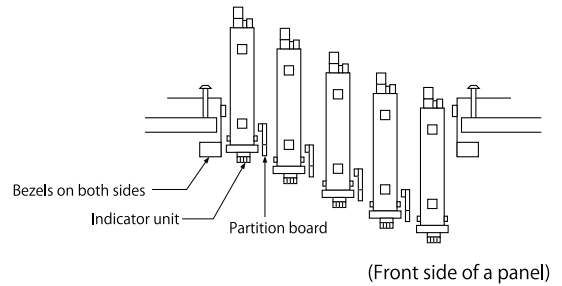 Bezels on both sides
Indicator unit
Partition board
(Front side of a panel)